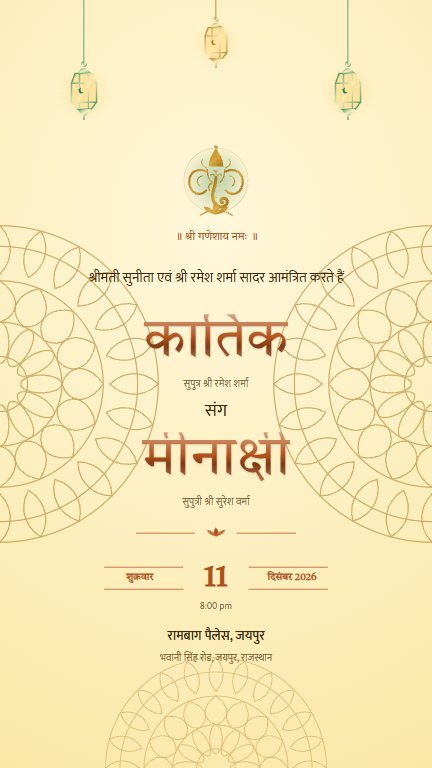 ॥ श्री गणेशाय नमः ॥
श्रीमती सुनीता एवं श्री रमेश शर्मा सादर आमंत्रित करते हैं
कार्तिक
सुपुत्र श्री रमेश शर्मा
संग
मीनाक्षी
सुपुत्री श्री सुरेश वर्मा
शुक्रवार 11 दिसंबर 2026
8:00 pm
रामबाग पैलेस, जयपुर
भवानी सिंह रोड, जयपुर, राजस्थान